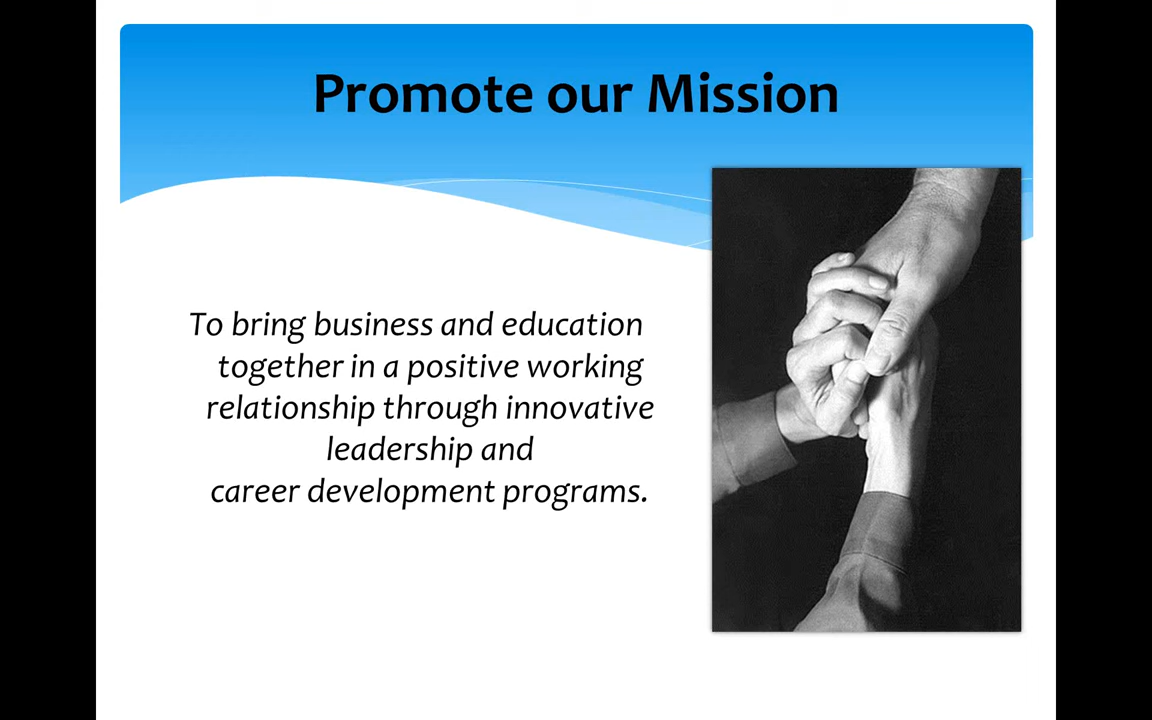 Promote our Mission
To bring business and education
together in a positive working
relationship through innovative
leadership and
career development programs.